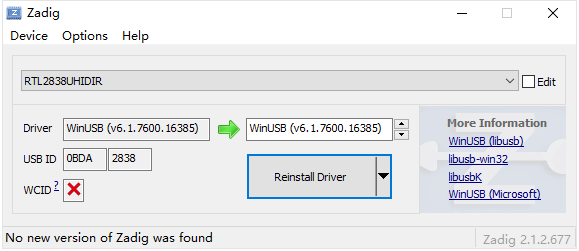 Zadig
Device Options Help
RTL2838UHIDIR Edit
Driver WinUSB (v6.1.7600.16385) WinUSB (v6.1.7600.16385)
USB ID 0BDA 2838
WCID ?
Reinstall Driver
More Information
WinUSB (libusb)
libusb-win32
libusbK
WinUSB (Microsoft)
No new version of Zadig was found Zadig 2.1.2.677